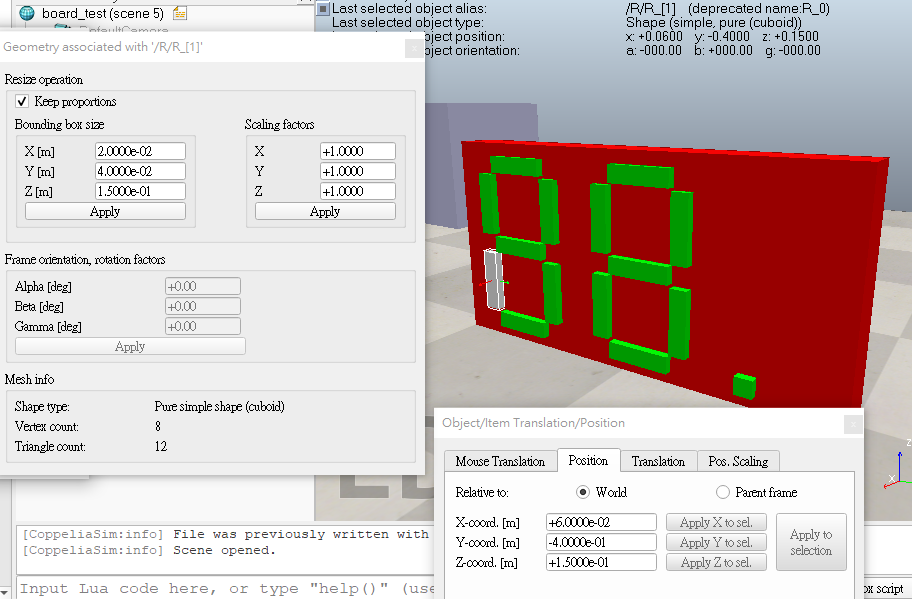 board_test (scene 5)
DefaultCamera
Last selected object alias: /R/R_[1] (deprecated name:R_0)
Last selected object type: Shape (simple, pure (cuboid))
object position: x: +0.0600 y: -0.4000 z: +0.1500
object orientation: a: -000.00 b: +000.00 g: -000.00
Geometry associated with '/R/R_[1]'
Resize operation
Keep proportions
Bounding box size Scaling factors
X [m] 2.0000e-02 X +1.0000
Y [m] 4.0000e-02 Y +1.0000
Z [m] 1.5000e-01 Z +1.0000
Apply Apply
Frame orientation, rotation factors
Alpha [deg] +0.00
Beta [deg] +0.00
Gamma [deg] +0.00
Apply
Mesh info
Shape type: Pure simple shape (cuboid)
Vertex count: 8
Triangle count: 12
Object/Item Translation/Position
Mouse Translation Position Translation Pos. Scaling
Relative to: World Parent frame
X-coord. [m] +6.0000e-02 Apply X to sel.
Y-coord. [m] -4.0000e-01 Apply Y to sel.
Z-coord. [m] +1.5000e-01 Apply Z to sel.
Apply to
selection
z
x
[CoppeliaSim:info] File was previously written with
[CoppeliaSim:info] Scene opened.
Input Lua code here, or type "help()" (use
ox script